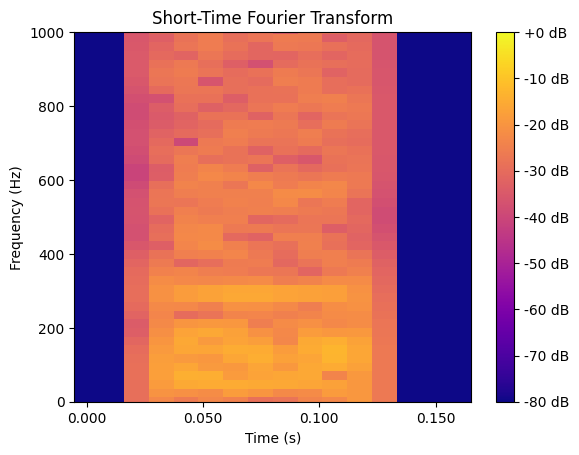 Short-Time Fourier Transform
1000
800
600
400
200
0
Frequency (Hz)
0.000
0.050
0.100
0.150
Time (s)
+0 dB
-10 dB
-20 dB
-30 dB
-40 dB
-50 dB
-60 dB
-70 dB
-80 dB